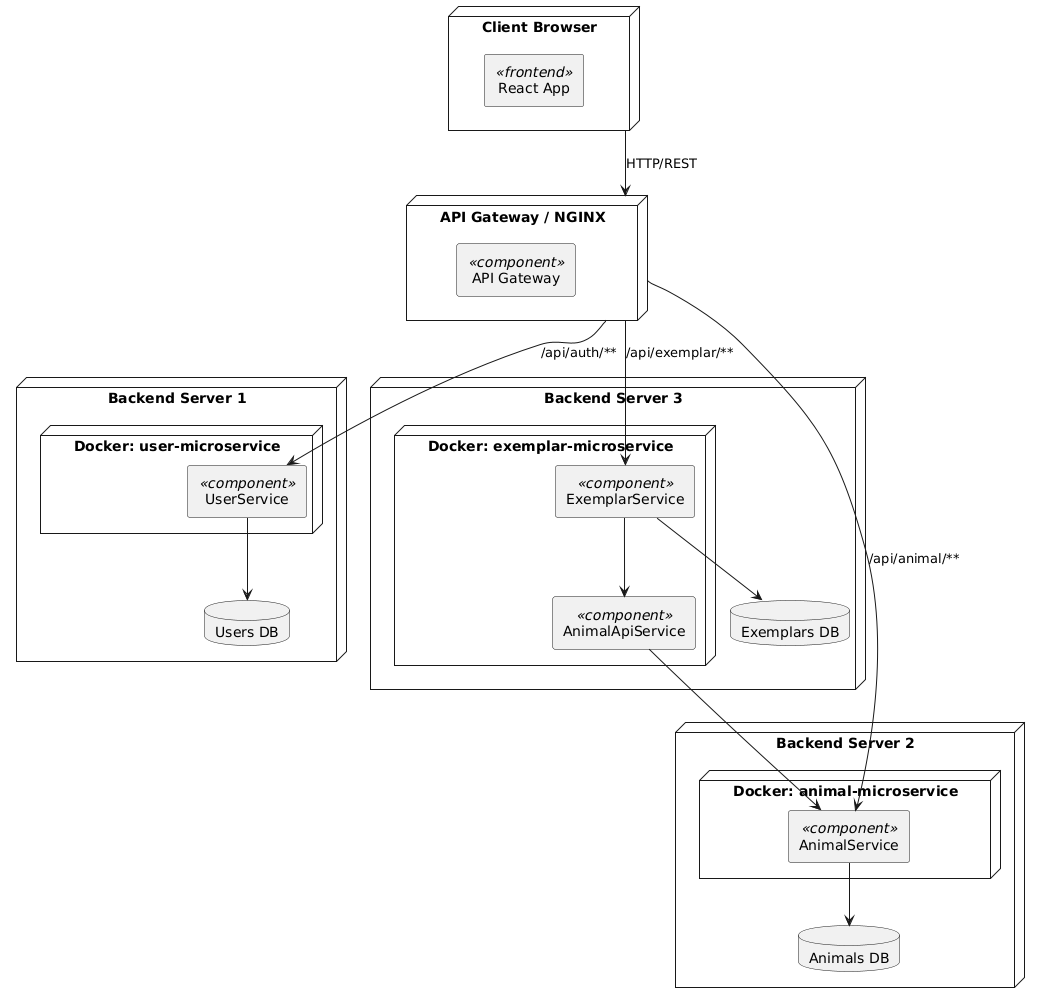 Client Browser
«frontend»
React App
HTTP/REST
API Gateway / NGINX
«component»
API Gateway
/api/auth/**
/api/exemplar/**
Backend Server 1
Docker: user-microservice
«component»
UserService
Users DB
Backend Server 3
Docker: exemplar-microservice
«component»
ExemplarService
/api/animal/**
«component»
AnimalApiService
Exemplars DB
Backend Server 2
Docker: animal-microservice
«component»
AnimalService
Animals DB